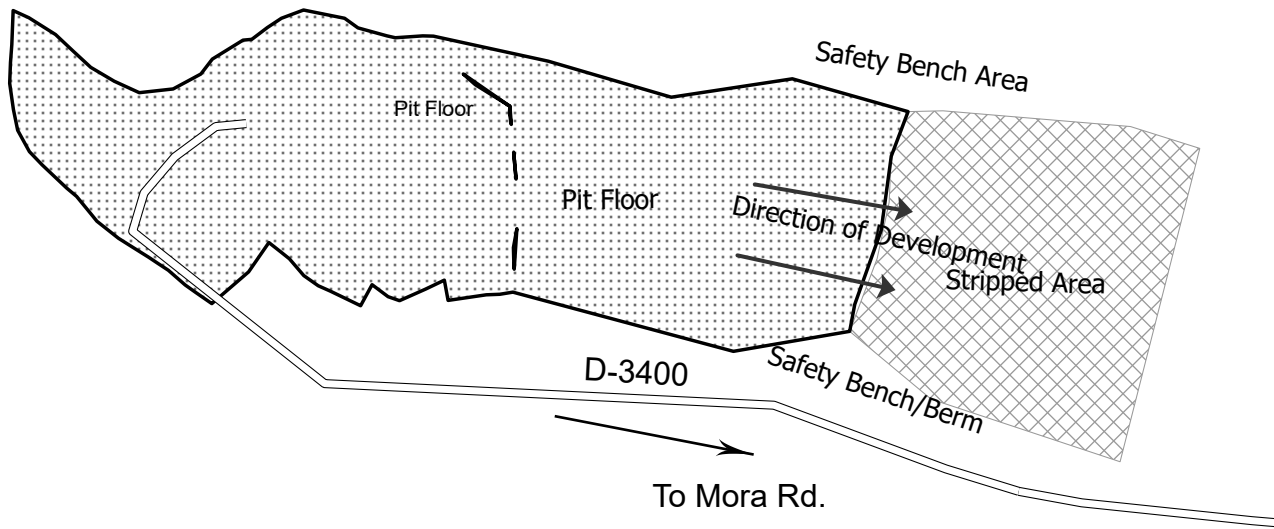 Safety Bench Area
Pit Floor
Pit Floor
Direction of Development
Stripped Area
D-3400
Safety Bench/Berm
To Mora Rd.